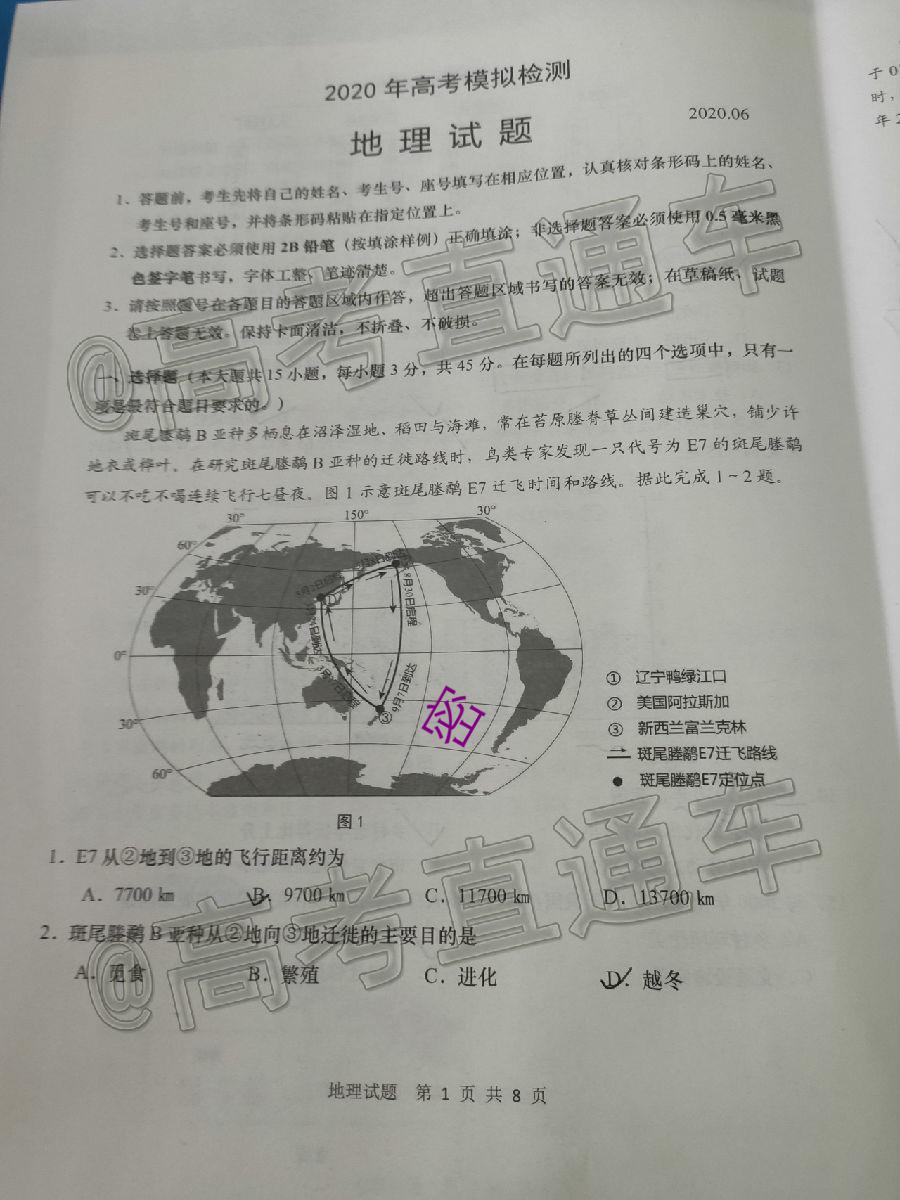 2020 年高考模拟检测
地理试题
2020.06
1、答题前，考生先将自己的姓名、考生号、座号填写在相应位置，认真核对条形码上的姓名、
考生号和座号，并将条形码粘贴在指定位置上。
2、选择题答案必须使用 2B 铅笔（按填涂样例）正确填涂；非选择题答案必须使用 0.5 毫米黑
色签字笔书写，字体工整、笔迹清楚。
3、请按照题号在各题目的答题区域内作答，超出答题区域书写的答案无效；在草稿纸、试题
卷上答题无效。保持卡面清洁，不折叠、不破损。
一、选择题（本大题共 15 小题，每小题 3 分，共 45 分。在每题所列出的四个选项中，只有一
项是最符合题目要求的。）
斑尾塍鹬 B 亚种多栖息在沼泽湿地、稻田与海滩，常在苔原塍脊草丛间建造巢穴，铺少许
地衣或桦叶。在研究斑尾塍鹬 B 亚种的迁徙路线时，鸟类专家发现一只代号为 E7 的斑尾塍鹬
可以不吃不喝连续飞行七昼夜。图 1 示意斑尾塍鹬 E7 迁飞时间和路线。据此完成 1～2 题。
30° 150° 30°
60°
30°
0°
30°
60°
8月30日启程
9月7日到达
③
密
① 辽宁鸭绿江口
② 美国阿拉斯加
③ 新西兰富兰克林
斑尾塍鹬E7迁飞路线
斑尾塍鹬E7定位点
图 1
1．E7 从②地到③地的飞行距离约为
A．7700 km B．9700 km C．11700 km D．13700 km
2．斑尾塍鹬 B 亚种从②地向③地迁徙的主要目的是
A．觅食 B．繁殖 C．进化 D．越冬
地理试题 第 1 页 共 8 页
@高考直通车
@高考直通车
于 0
时，
年 2